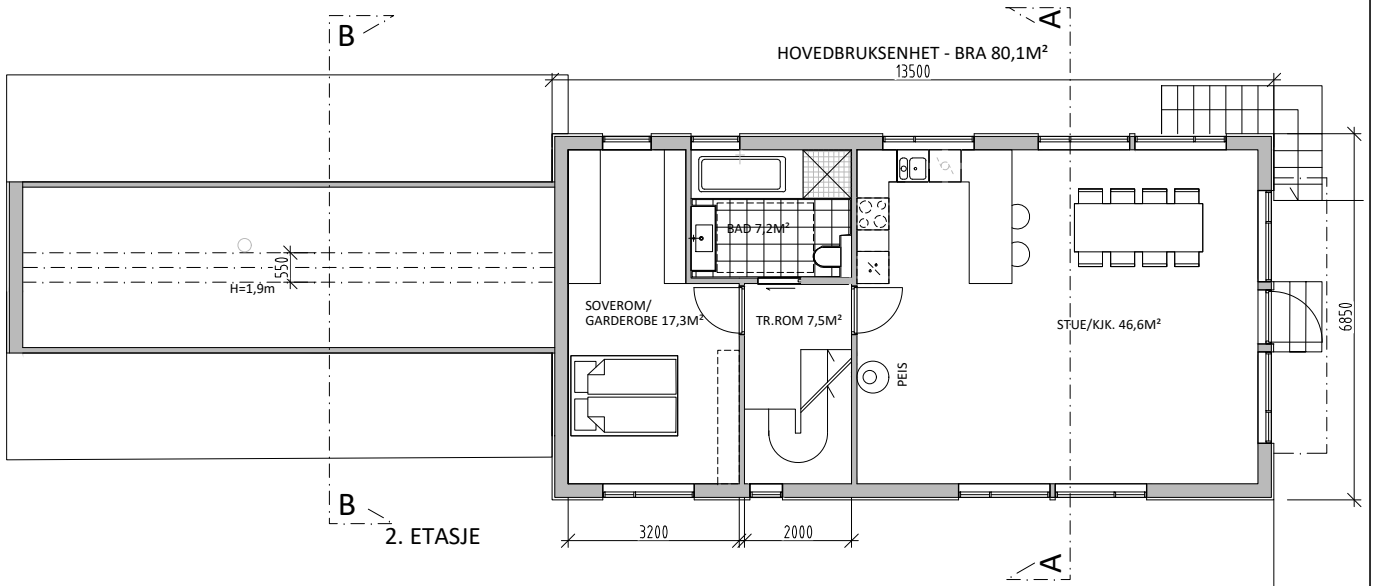 B
A
HOVEDBRUKSENHET - BRA 80,1M²
13500
BAD 7,2M²
550
H=1,9m
SOVEROM/
GARDEROBE 17,3M²
TR.ROM 7,5M²
STUE/KJK. 46,6M²
6850
PEIS
B
2. ETASJE
3200
2000
A